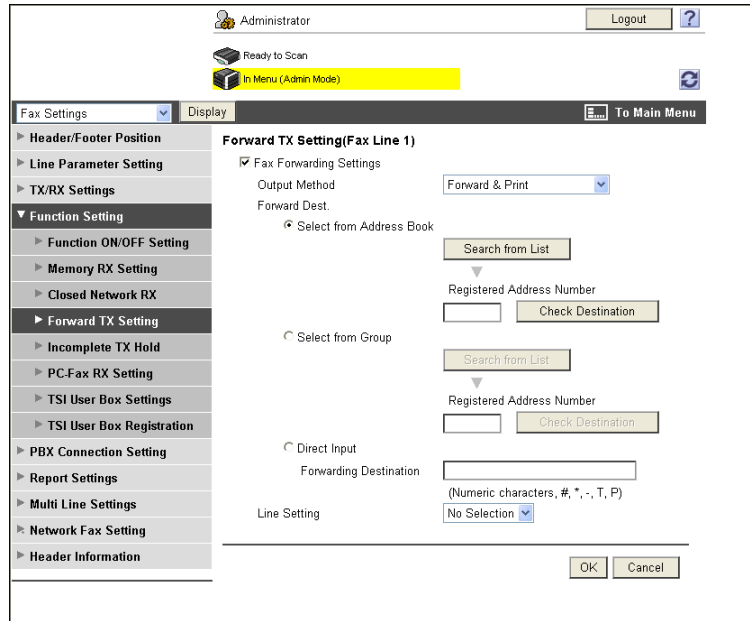 Administrator
Logout
?
Ready to Scan
In Menu (Admin Mode)
Fax Settings
Display
To Main Menu
Header/Footer Position
Line Parameter Setting
TX/RX Settings
Function Setting
Function ON/OFF Setting
Memory RX Setting
Closed Network RX
Forward TX Setting
Incomplete TX Hold
PC-Fax RX Setting
TSI User Box Settings
TSI User Box Registration
PBX Connection Setting
Report Settings
Multi Line Settings
Network Fax Setting
Header Information
Forward TX Setting(Fax Line 1)
Fax Forwarding Settings
Output Method
Forward & Print
Forward Dest.
Select from Address Book
Search from List
Registered Address Number
Check Destination
Select from Group
Search from List
Registered Address Number
Check Destination
Direct Input
Forwarding Destination
(Numeric characters, #, *, -, T, P)
Line Setting
No Selection
OK
Cancel